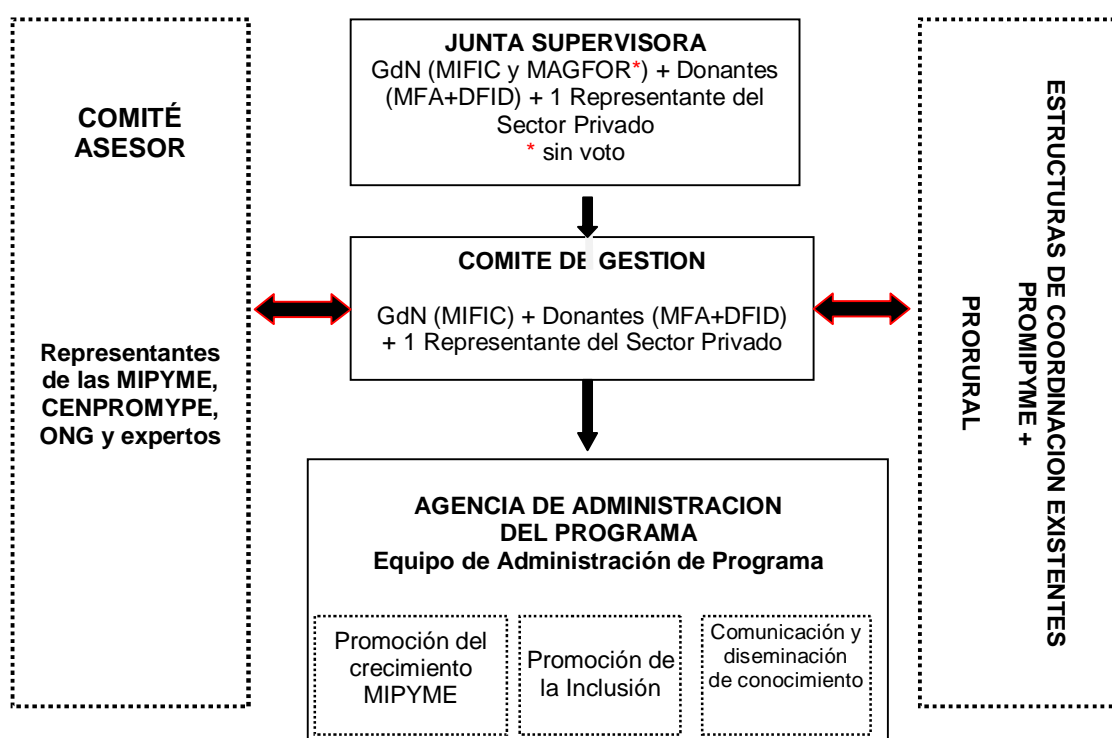 JUNTA SUPERVISORA
GdN (MIFIC y MAGFOR*) + Donantes
(MFA+DFID) + 1 Representante del
Sector Privado
* sin voto
COMITÉ
ASESOR
Representantes
de las MIPYME,
CENPROMYPE,
ONG y expertos
COMITE DE GESTION
GdN (MIFIC) + Donantes (MFA+DFID)
+ 1 Representante del Sector Privado
ESTRUCTURAS DE COORDINACION EXISTENTES
PROMIPYME +
PRORURAL
AGENCIA DE ADMINISTRACION
DEL PROGRAMA
Equipo de Administración de Programa
Promoción del
crecimiento
MIPYME
Promoción de
la Inclusión
Comunicación y
diseminación
de conocimiento